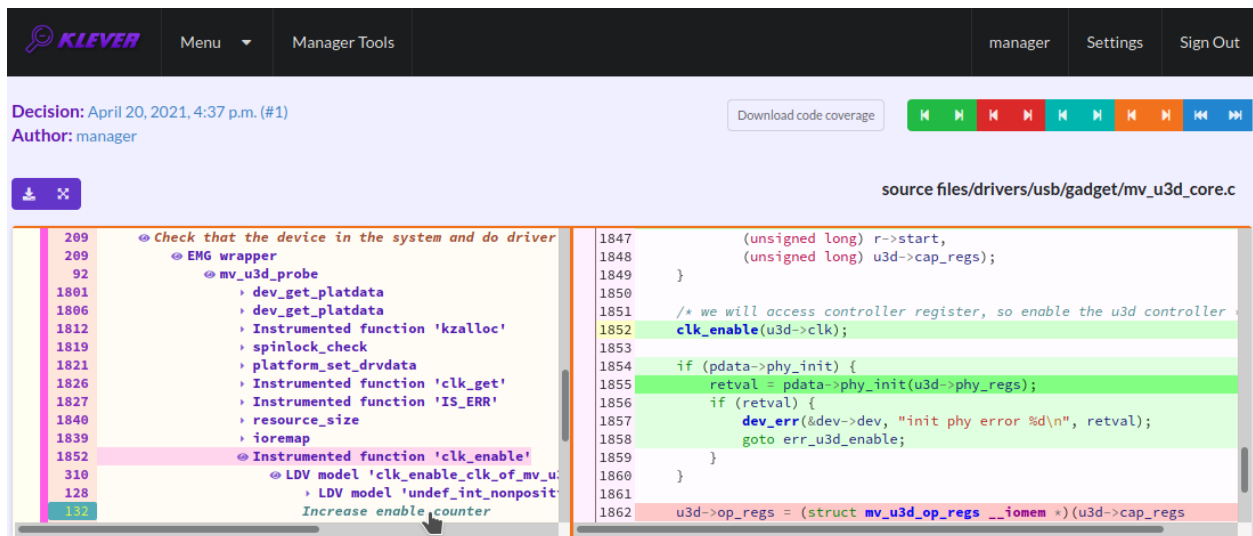 KLEVER Menu Manager Tools manager Settings Sign Out
Decision: April 20, 2021, 4:37 p.m. (#1)
Author: manager
Download code coverage
source files/drivers/usb/gadget/mv_u3d_core.c
209 Check that the device in the system and do driver
209 EMG wrapper
92 mv_u3d_probe
1801 dev_get_platdata
1806 dev_get_platdata
1812 Instrumented function 'kzalloc'
1819 spinlock_check
1821 platform_set_drvdata
1826 Instrumented function 'clk_get'
1827 Instrumented function 'IS_ERR'
1840 resource_size
1839 ioremap
1852 Instrumented function 'clk_enable'
310 LDV model 'clk_enable_clk_of_mv_u
128 LDV model 'undef_int_nonposit
132 Increase enable counter
1847 (unsigned long) r->start,
1848 (unsigned long) u3d->cap_regs);
1849 }
1850
1851 /* we will access controller register, so enable the u3d controller
1852 clk_enable(u3d->clk);
1853
1854 if (pdata->phy_init) {
1855 retval = pdata->phy_init(u3d->phy_regs);
1856 if (retval) {
1857 dev_err(&dev->dev, "init phy error %d\n", retval);
1858 goto err_u3d_enable;
1859 }
1860 }
1861
1862 u3d->op_regs = (struct mv_u3d_op_regs __iomem *)(u3d->cap_regs